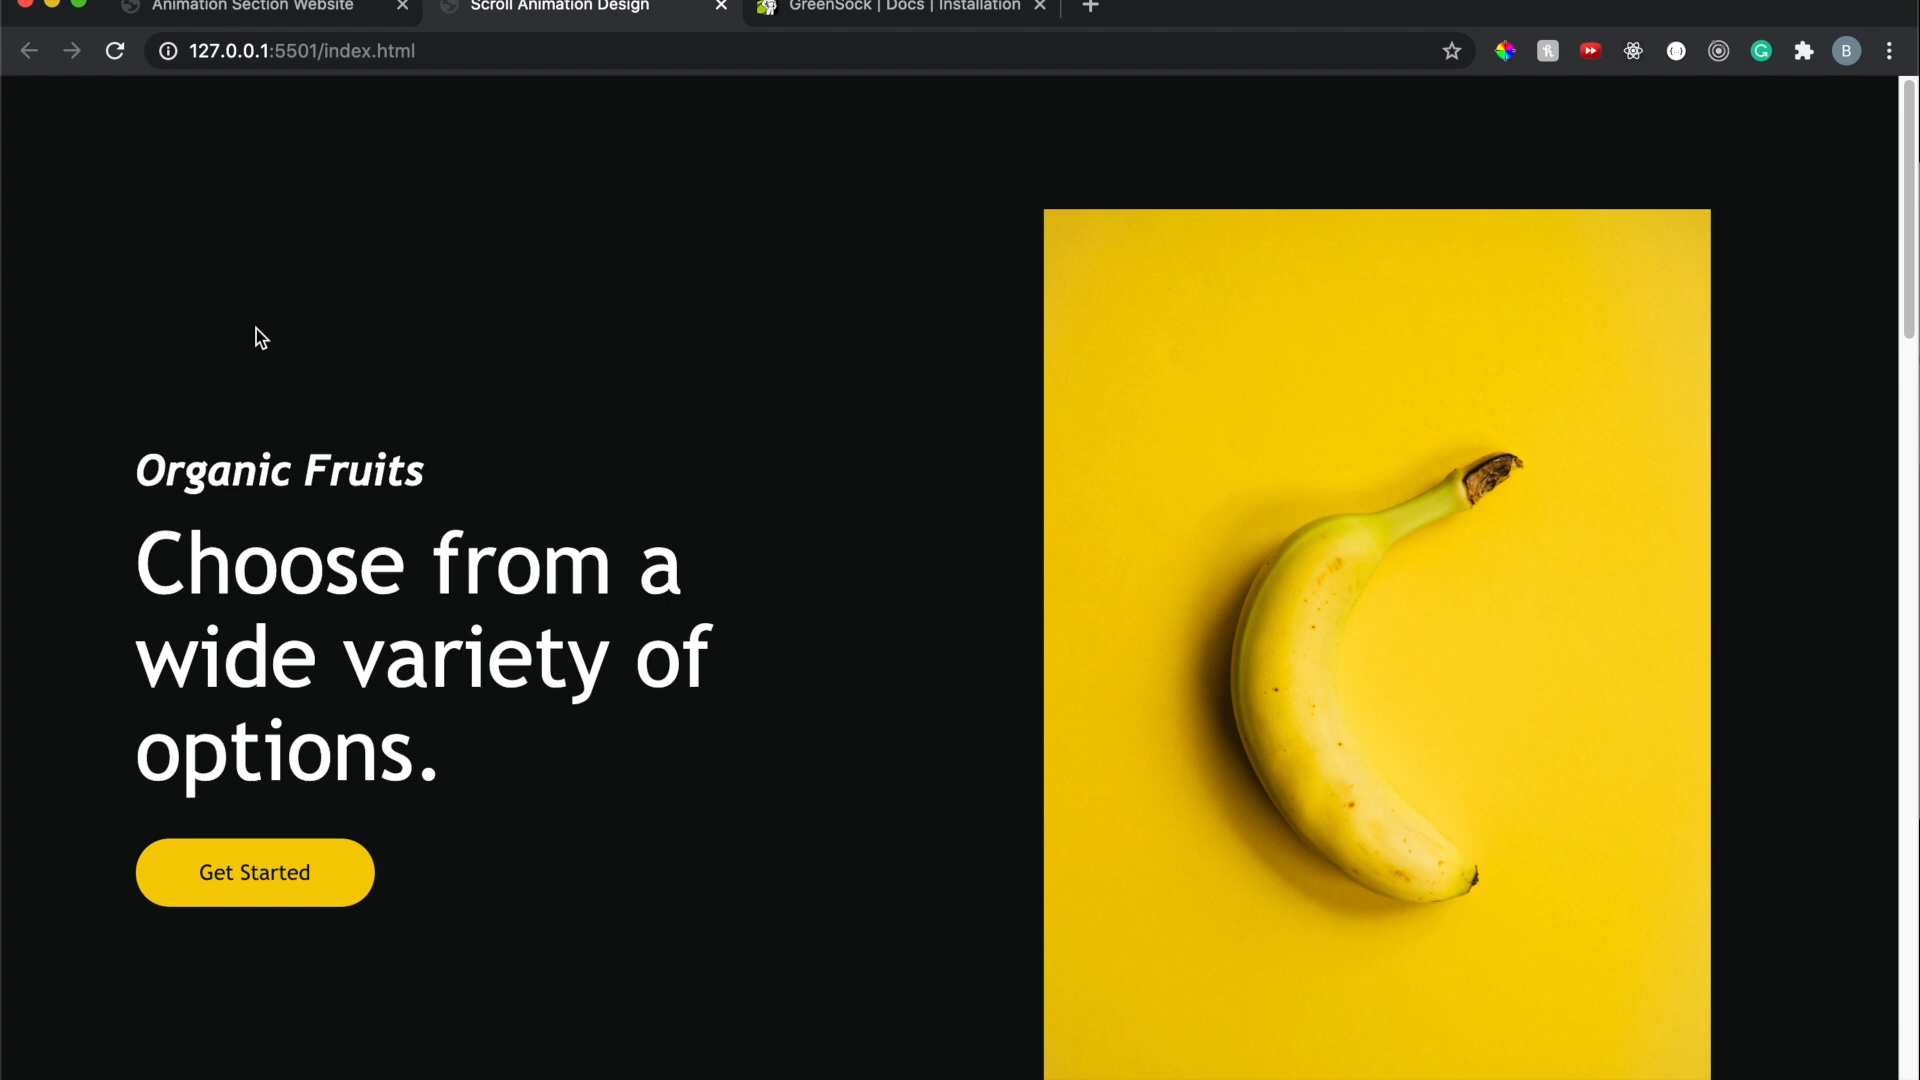 Animation Section Website
Scroll Animation Design
GreenSock | Docs | Installation
127.0.0.1:5501/index.html
B
Organic Fruits
Choose from a
wide variety of
options.
Get Started